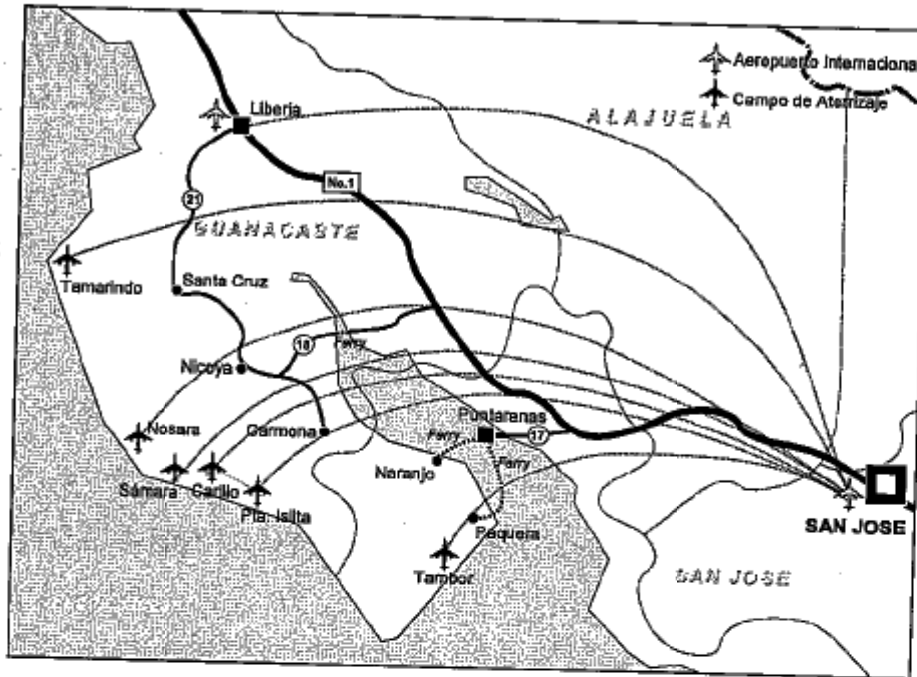 Aeropuerto Internaciona
Campo de Aterrizaje
Liberia
ALAJUELA
No.1
21
GUANACASTE
Tamarindo
Santa Cruz
18
Ferry
Nicoya
Nosara
Carmona
Puntarenas
17
Ferry
Ferry
Naranjo
Sámara
Carillo
Pta. Islita
Paquera
SAN JOSE
Tambor
SAN JOSE